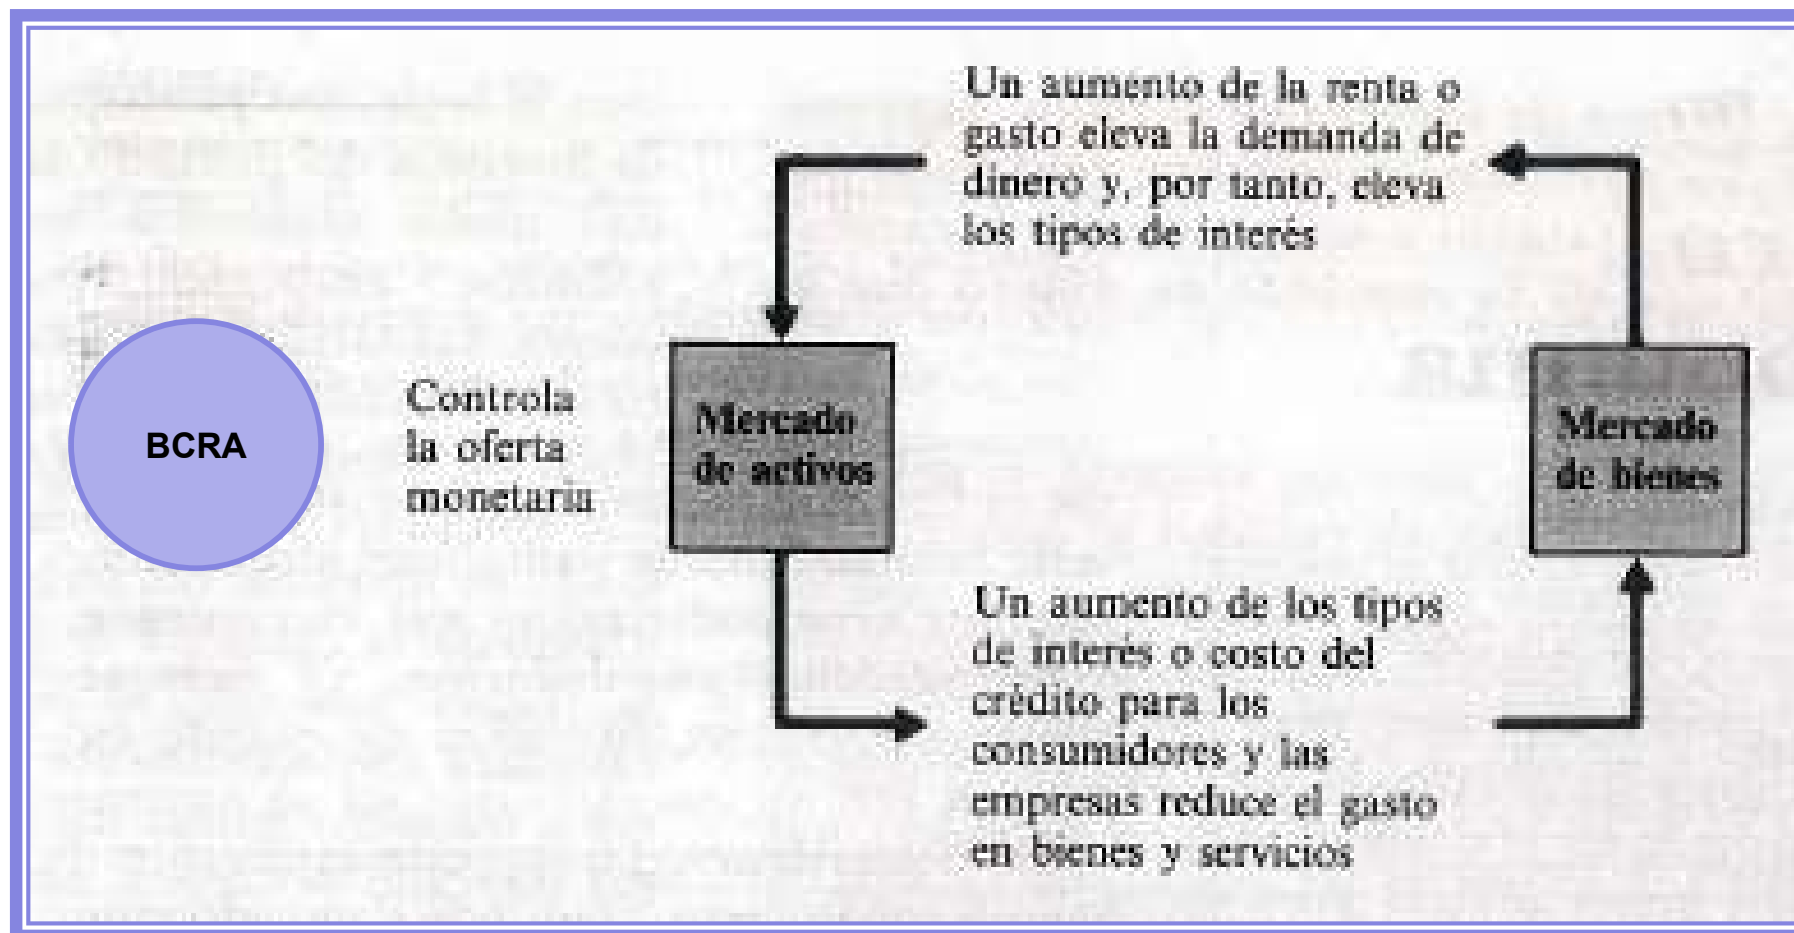 BCRA
Controla
la oferta
monetaria
Un aumento de la renta o
gasto eleva la demanda de
dinero y, por tanto, eleva
los tipos de interés
Mercado
de activos
Mercado
de bienes
Un aumento de los tipos
de interés o costo del
crédito para los
consumidores y las
empresas reduce el gasto
en bienes y servicios